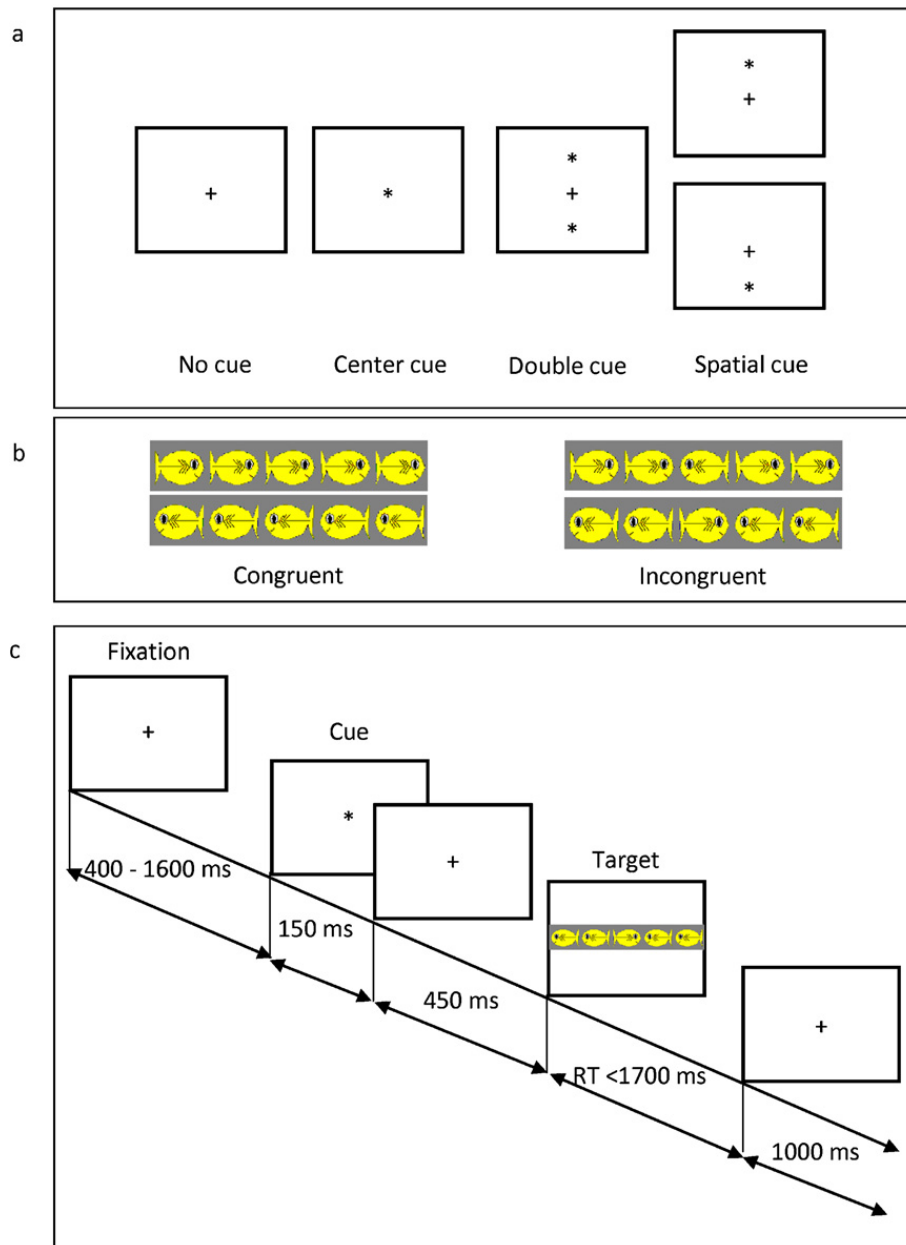 a
*
+
+
*
*
+
*
+
*
No cue
Center cue
Double cue
Spatial cue
b
Congruent
Incongruent
c
Fixation
+
Cue
*
+
Target
400 - 1600 ms
150 ms
450 ms
+
RT <1700 ms
1000 ms